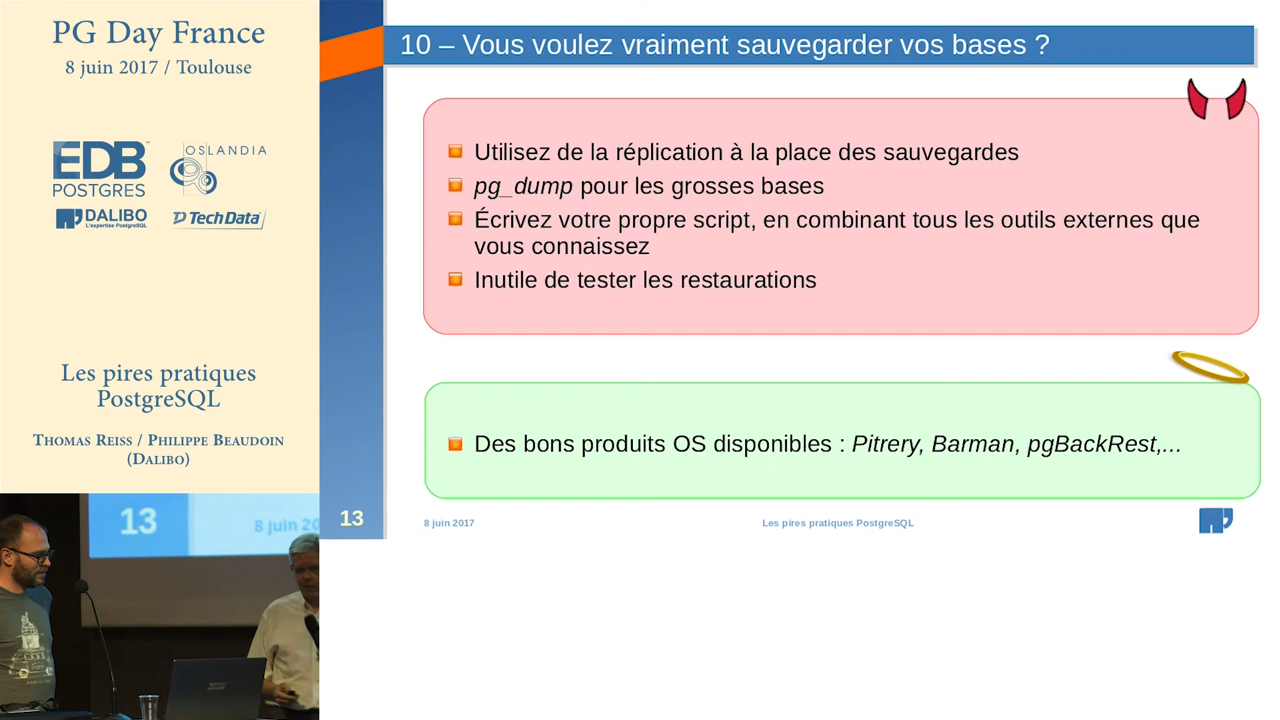 PG Day France
8 juin 2017 / Toulouse
EDB
POSTGRES
OSLANDIA
DALIBO
L'expertise PostgreSQL
TechData
Les pires pratiques
PostgreSQL
Thomas Reiss / Philippe Beaudoin
(Dalibo)
13
8 juin 20
10 – Vous voulez vraiment sauvegarder vos bases ?
Utilisez de la réplication à la place des sauvegardes
pg_dump pour les grosses bases
Écrivez votre propre script, en combinant tous les outils externes que
vous connaissez
Inutile de tester les restaurations
Des bons produits OS disponibles : Pitrery, Barman, pgBackRest,...
13
8 juin 2017
Les pires pratiques PostgreSQL